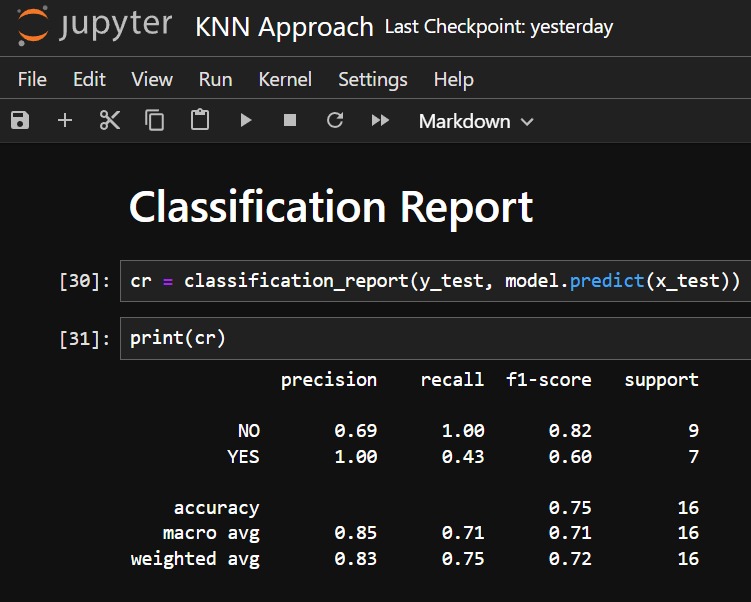 jupyter KNN Approach Last Checkpoint: yesterday
File Edit View Run Kernel Settings Help
Markdown
Classification Report
[30]: cr = classification_report(y_test, model.predict(x_test))
[31]: print(cr)
precision recall f1-score support
NO 0.69 1.00 0.82 9
YES 1.00 0.43 0.60 7
accuracy 0.75 16
macro avg 0.85 0.71 0.71 16
weighted avg 0.83 0.75 0.72 16